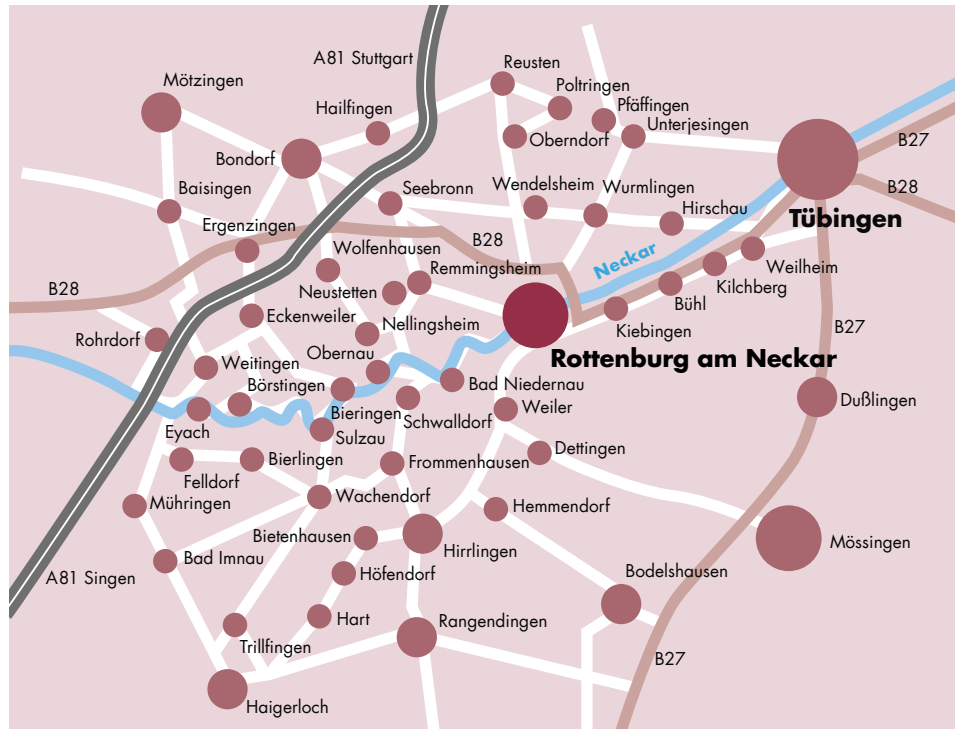 A81 Stuttgart
Reusten
Mötzingen
Poltringen
Hailfingen
Pfäffingen
Oberndorf
Unterjesingen
B27
Bondorf
Baisingen
Seebronn
Wendelsheim
Wurmlingen
B28
Hirschau
Tübingen
Ergenzingen
Wolfenhausen
B28
Neckar
Weilheim
Remmingsheim
Kilchberg
B28
Neustetten
Bühl
Eckenweiler
Nellingsheim
Kiebingen
B27
Rohrdorf
Obernau
Rottenburg am Neckar
Weitingen
Börstingen
Bad Niedernau
Dußlingen
Bieringen
Schwalldorf
Weiler
Eyach
Sulzau
Dettingen
Bierlingen
Frommenhausen
Felldorf
Wachendorf
Mühringen
Hemmendorf
Bietenhausen
Mössingen
Bad Imnau
Hirrlingen
A81 Singen
Höfendorf
Bodelshausen
Hart
Rangendingen
Trillfingen
B27
Haigerloch